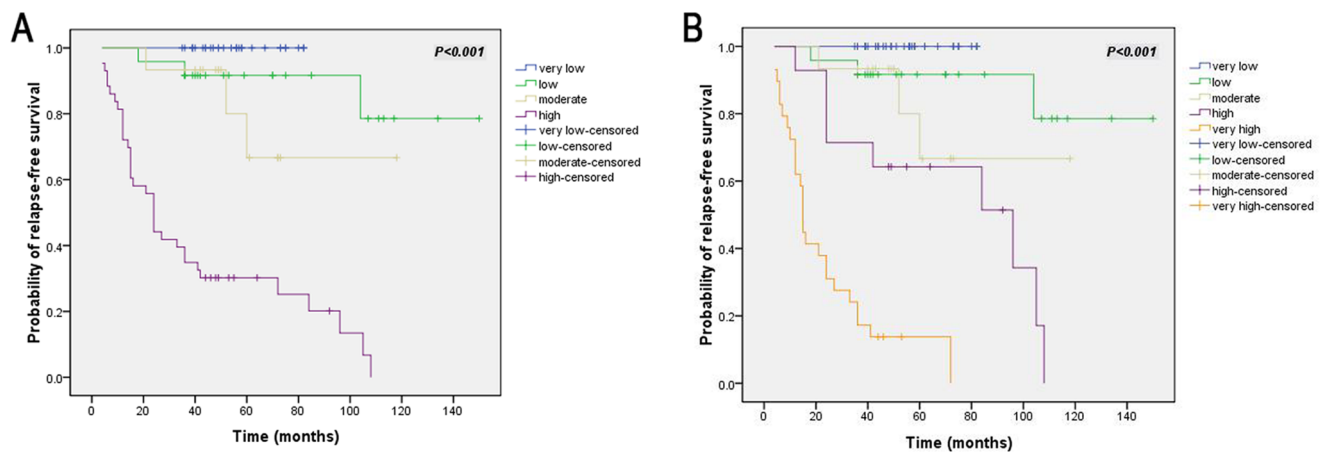 A
P<0.001
Probability of relapse-free survival
1.0
0.8
0.6
0.4
0.2
0.0
0 20 40 60 80 100 120 140
Time (months)
very low
low
moderate
high
very low-censored
low-censored
moderate-censored
high-censored
B
P<0.001
Probability of relapse-free survival
1.0
0.8
0.6
0.4
0.2
0.0
0 20 40 60 80 100 120 140
Time (months)
very low
low
moderate
high
very high
very low-censored
low-censored
moderate-censored
high-censored
very high-censored